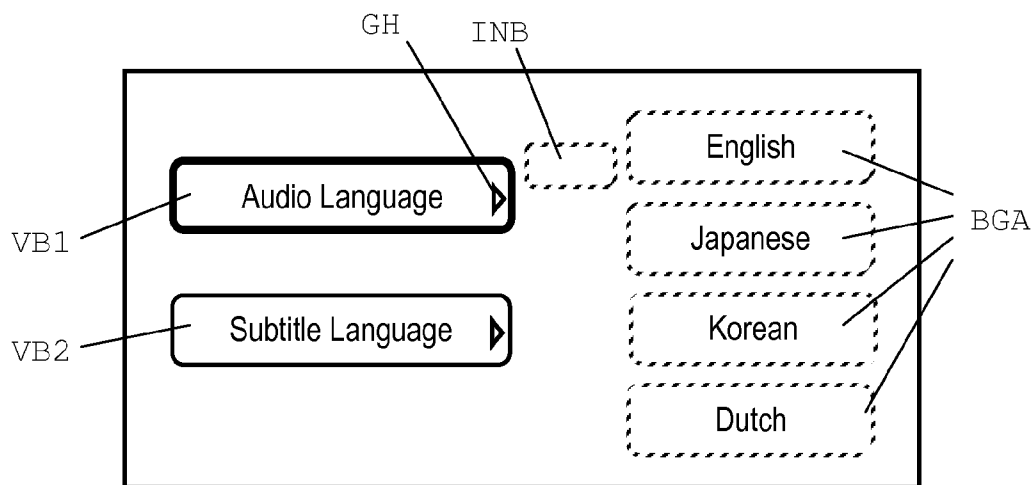 GH
INB
English
Audio Language
VB1
Japanese
BGA
Subtitle Language
VB2
Korean
Dutch